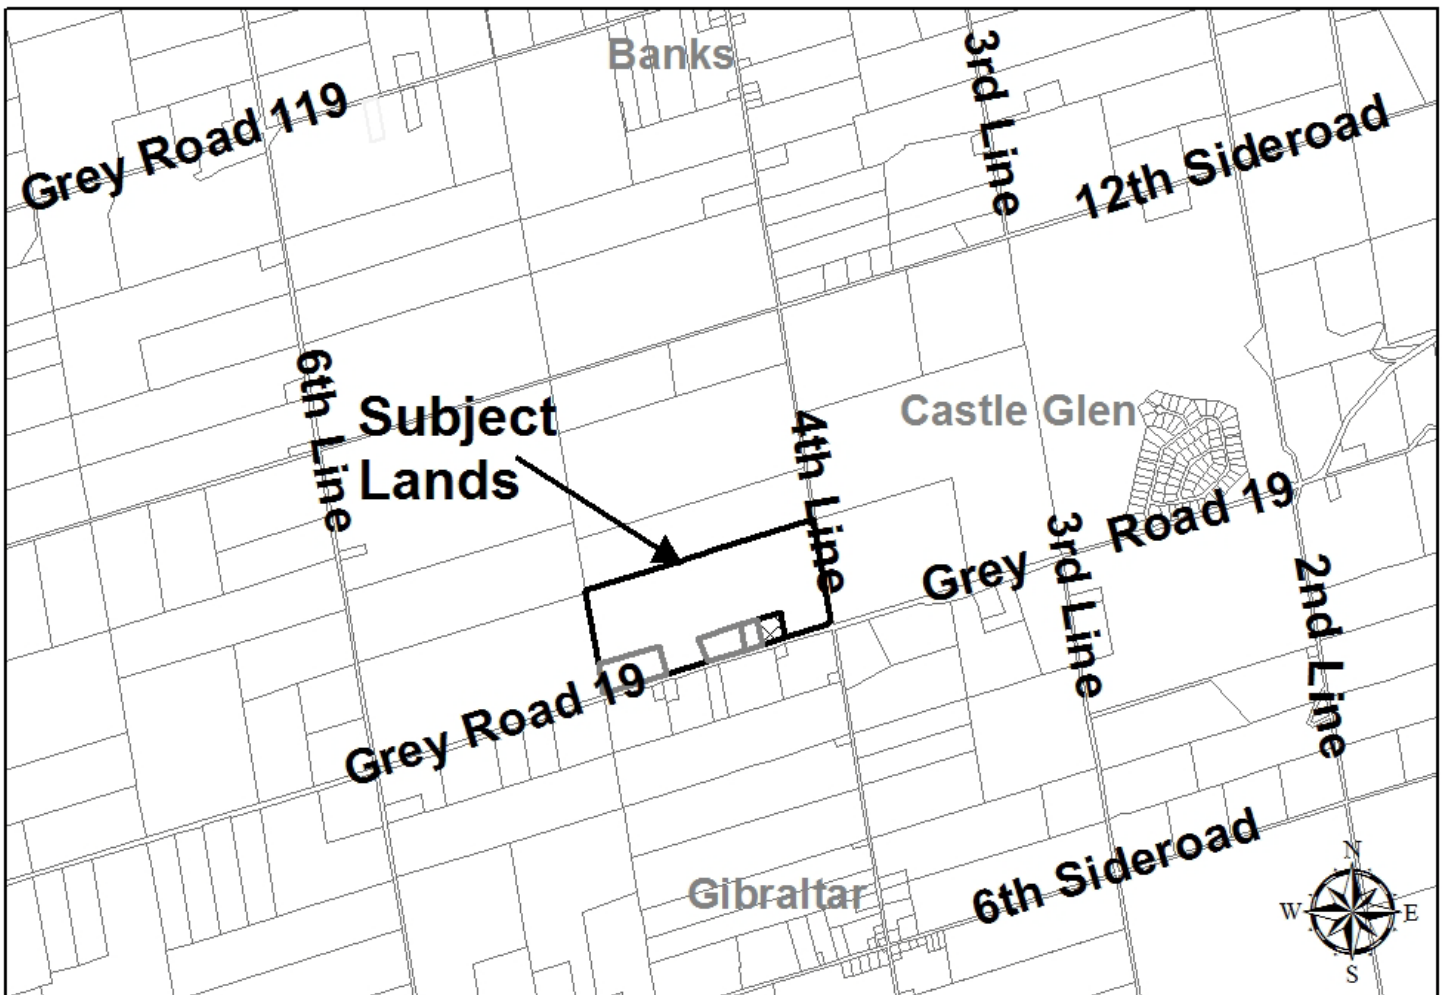 Banks
3rd Line
Grey Road 119
12th Sideroad
6th Line
Subject
Lands
4th Line
Castle Glen
Grey Road 19
3rd Line
2nd Line
Grey Road 19
Gibraltar
6th Sideroad
N
W E
S